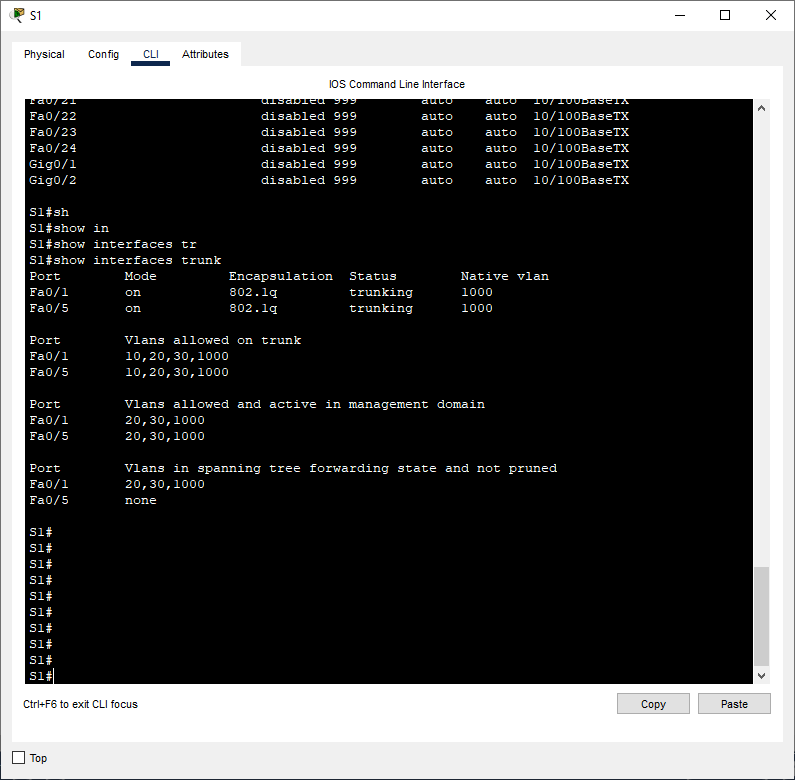 S1
Physical Config CLI Attributes
IOS Command Line Interface
Fa0/21 disabled 999 auto auto 10/100BaseTX
Fa0/22 disabled 999 auto auto 10/100BaseTX
Fa0/23 disabled 999 auto auto 10/100BaseTX
Fa0/24 disabled 999 auto auto 10/100BaseTX
Gig0/1 disabled 999 auto auto 10/100BaseTX
Gig0/2 disabled 999 auto auto 10/100BaseTX
S1#sh
S1#show in
S1#show interfaces tr
S1#show interfaces trunk
Port Mode Encapsulation Status Native vlan
Fa0/1 on 802.1q trunking 1000
Fa0/5 on 802.1q trunking 1000
Port Vlans allowed on trunk
Fa0/1 10,20,30,1000
Fa0/5 10,20,30,1000
Port Vlans allowed and active in management domain
Fa0/1 20,30,1000
Fa0/5 20,30,1000
Port Vlans in spanning tree forwarding state and not pruned
Fa0/1 20,30,1000
Fa0/5 none
S1#
S1#
S1#
S1#
S1#
S1#
S1#
S1#
S1#
S1#
Ctrl+F6 to exit CLI focus
Copy Paste
Top